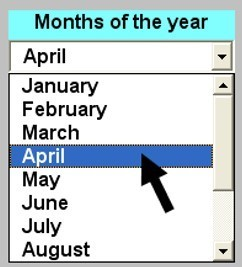 Months of the year
April
January
February
March
April
May
June
July
August